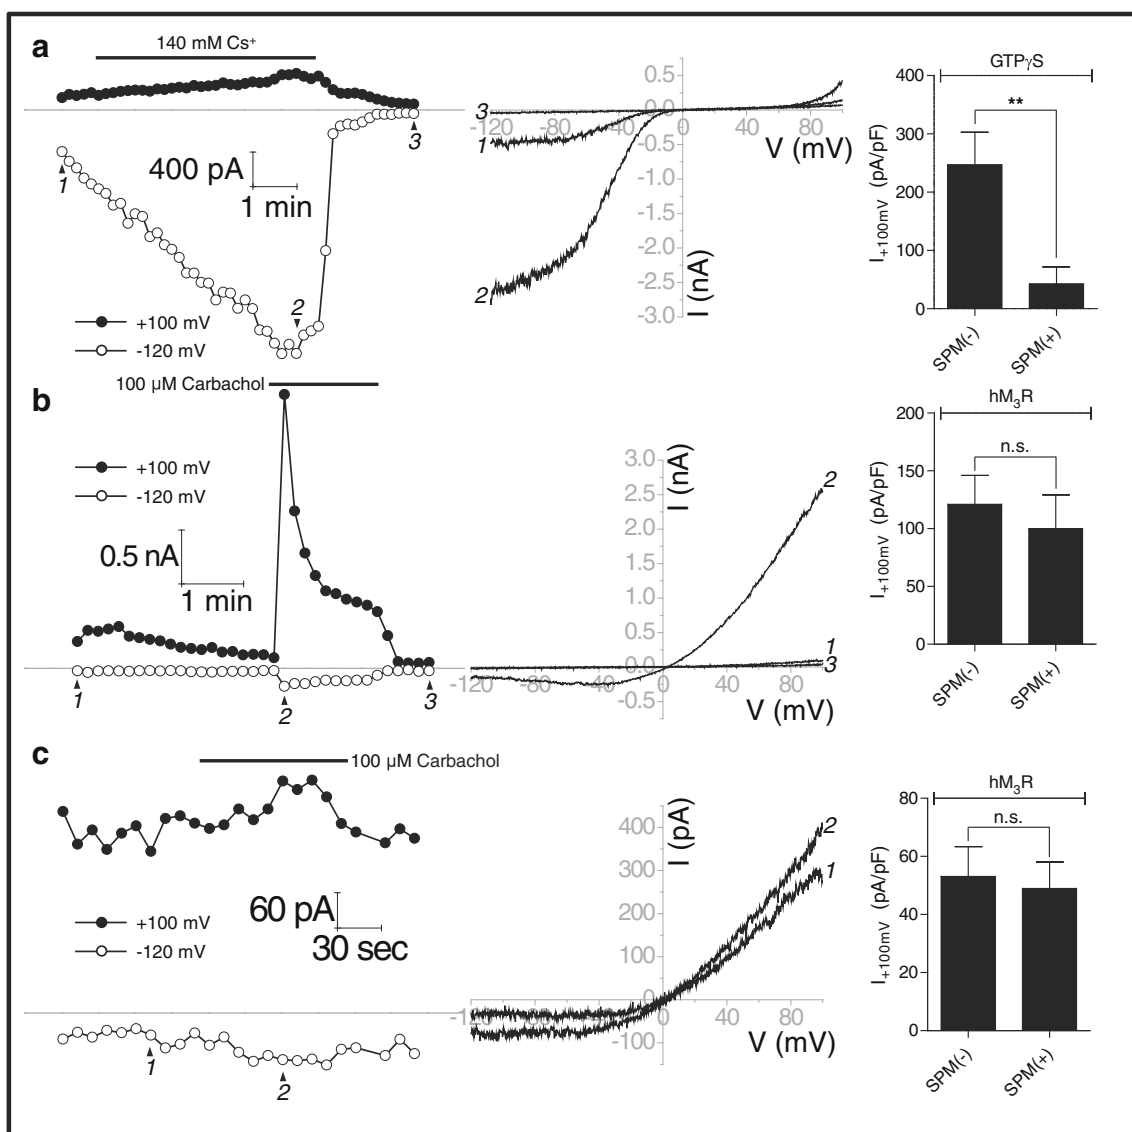 a
140 mM Cs⁺
1
400 pA
1 min
2
3
+100 mV
-120 mV
0.5
0.0
-0.5
-1.0
-1.5
-2.0
-2.5
-3.0
-120
-80
-40
0
40
80
V (mV)
I (nA)
3
1
2
GTPγS
**
400
300
200
100
0
I+100mV (pA/pF)
SPM(-)
SPM(+)
b
100 µM Carbachol
+100 mV
-120 mV
0.5 nA
1 min
1
2
3
3.0
2.5
2.0
1.5
1.0
0.5
0.0
-0.5
I (nA)
-120
-80
-40
0
40
80
V (mV)
2
1
3
hM₃R
n.s.
200
150
100
50
0
I+100mV (pA/pF)
SPM(-)
SPM(+)
c
100 µM Carbachol
+100 mV
-120 mV
60 pA
30 sec
1
2
400
300
200
100
0
-100
I (pA)
-80
-40
0
40
80
V (mV)
2
1
hM₃R
n.s.
80
60
40
20
0
I+100mV (pA/pF)
SPM(-)
SPM(+)